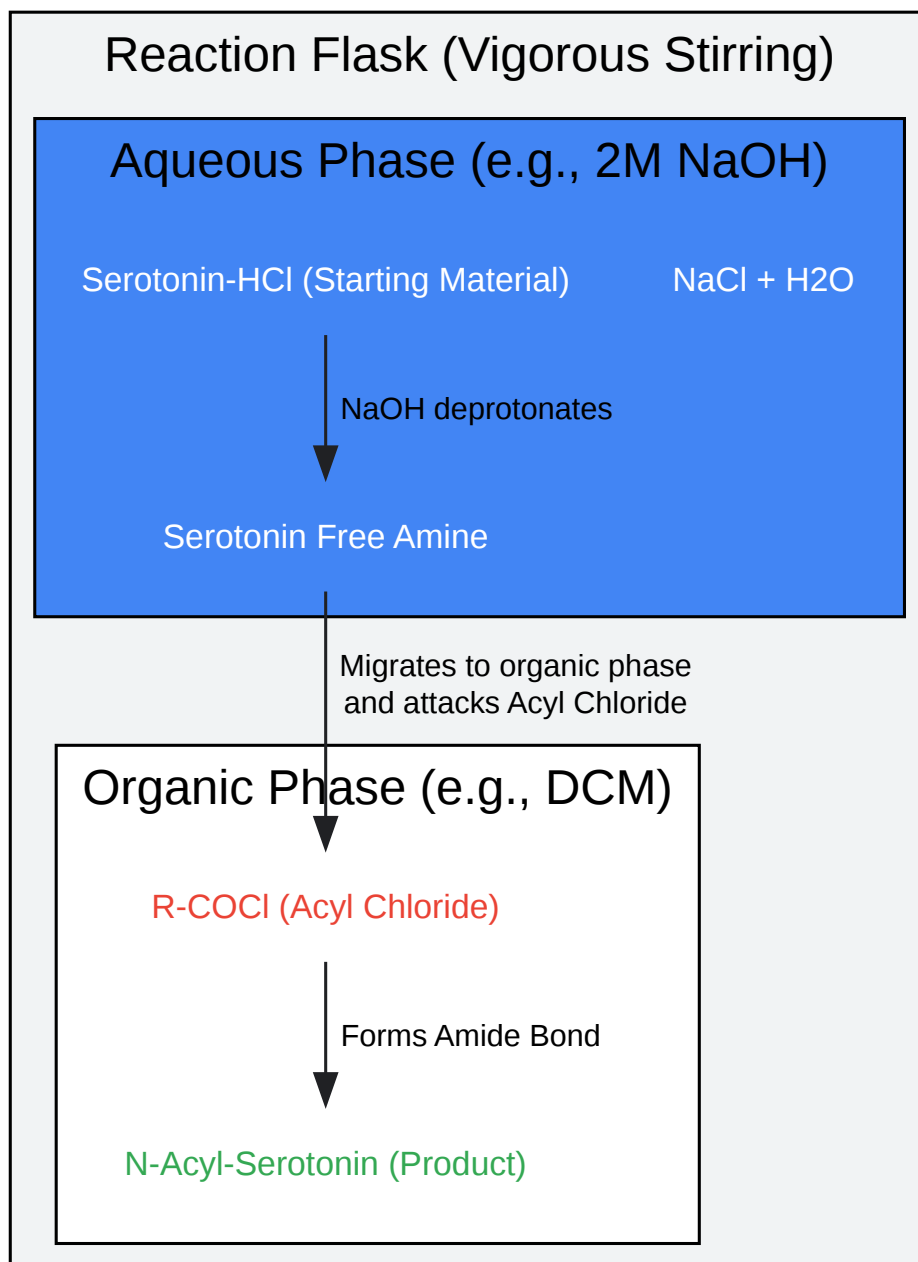 Reaction Flask (Vigorous Stirring)
Aqueous Phase (e.g., 2M NaOH)
Serotonin-HCl (Starting Material)
NaCl + H2O
NaOH deprotonates
Serotonin Free Amine
Migrates to organic phase
and attacks Acyl Chloride
Organic Phase (e.g., DCM)
R-COCl (Acyl Chloride)
Forms Amide Bond
N-Acyl-Serotonin (Product)